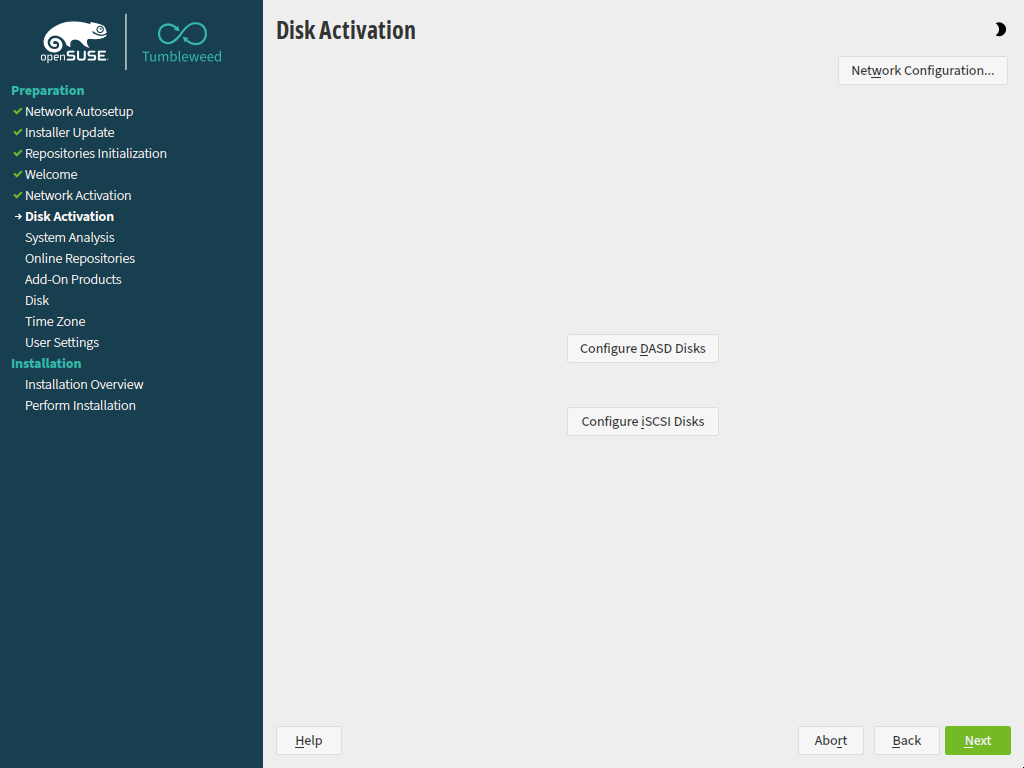 openSUSE
Tumbleweed
Preparation
Network Autosetup
Installer Update
Repositories Initialization
Welcome
Network Activation
Disk Activation
System Analysis
Online Repositories
Add-On Products
Disk
Time Zone
User Settings
Installation
Installation Overview
Perform Installation
Disk Activation
Network Configuration...
Configure DASD Disks
Configure iSCSI Disks
Help
Abort
Back
Next